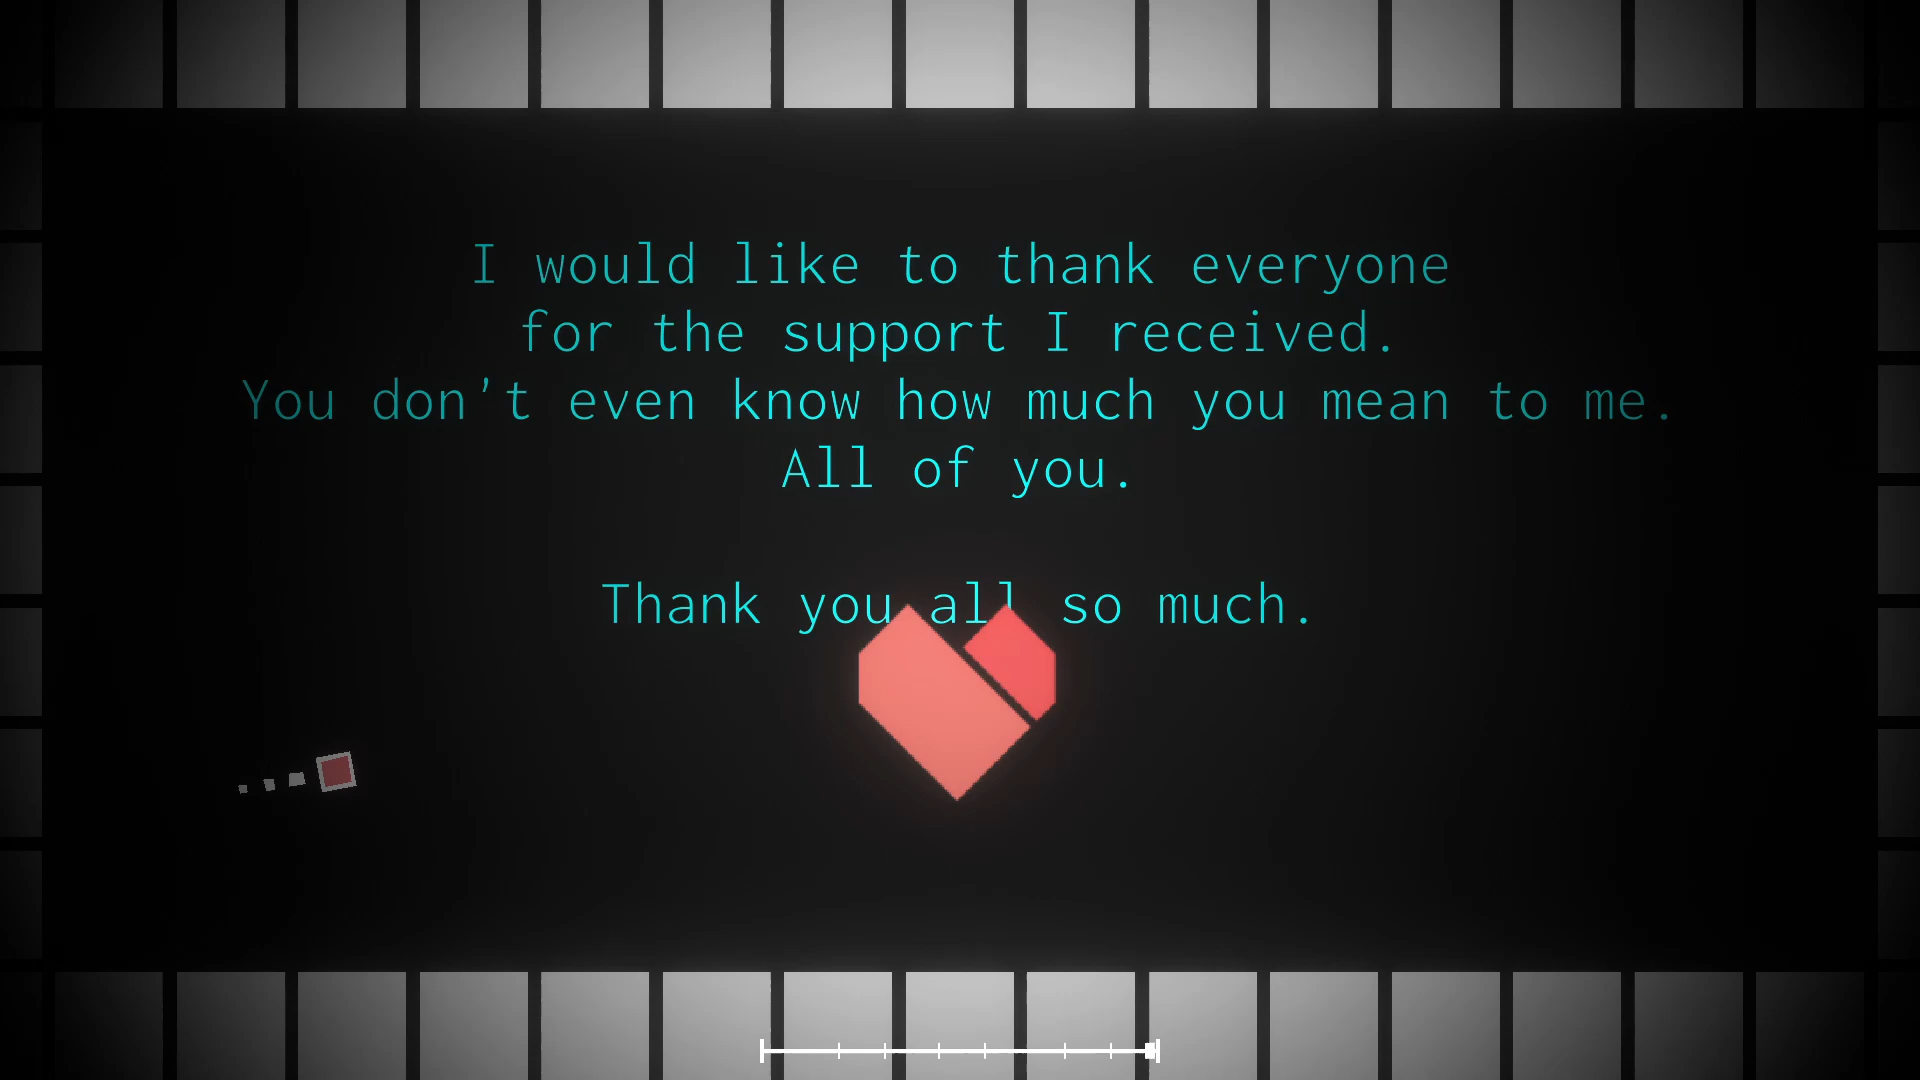 I would like to thank everyone
for the support I received.
You don't even know how much you mean to me.
All of you.
Thank you all so much.